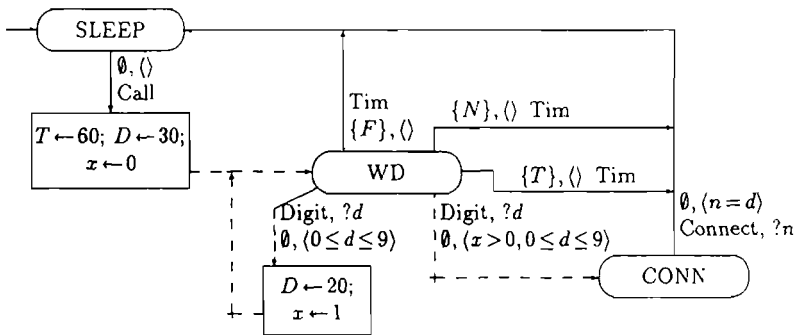 SLEEP
∅, ⟨⟩
Call
T ← 60; D ← 30;
x ← 0
Tim
{F}, ⟨⟩
{N}, ⟨⟩ Tim
WD
{T}, ⟨⟩ Tim
Digit, ?d
∅, ⟨0 ≤ d ≤ 9⟩
Digit, ?d
∅, ⟨x > 0, 0 ≤ d ≤ 9⟩
∅, ⟨n = d⟩
Connect, ?n
D ← 20;
x ← 1
CONN